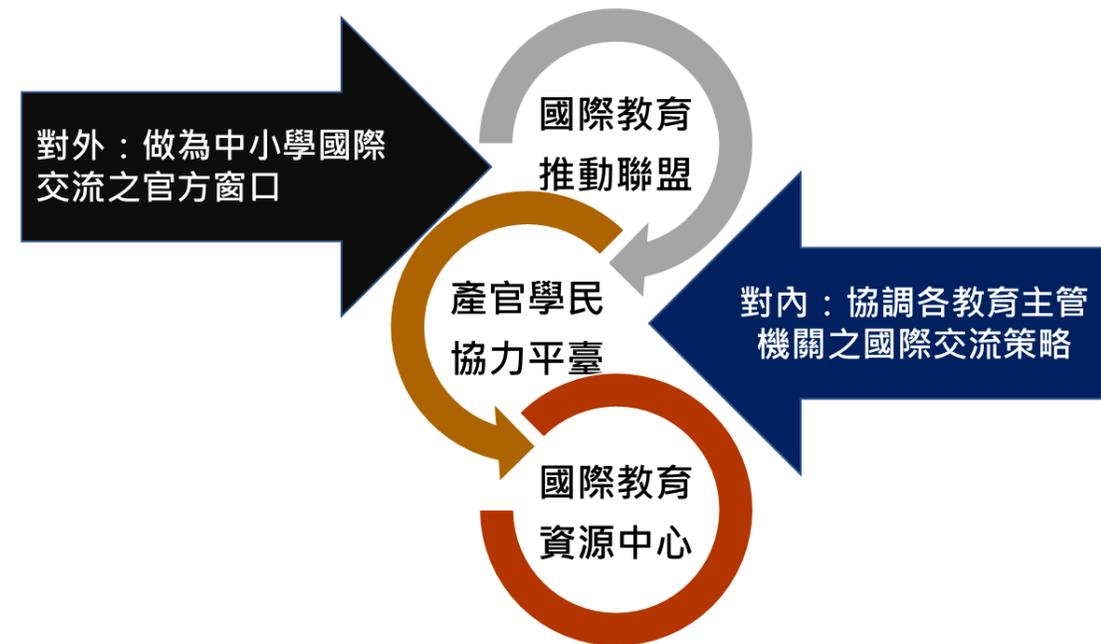 對外：做為中小學國際
交流之官方窗口
國際教育
推動聯盟
產官學民
協力平臺
對內：協調各教育主管
機關之國際交流策略
國際教育
資源中心